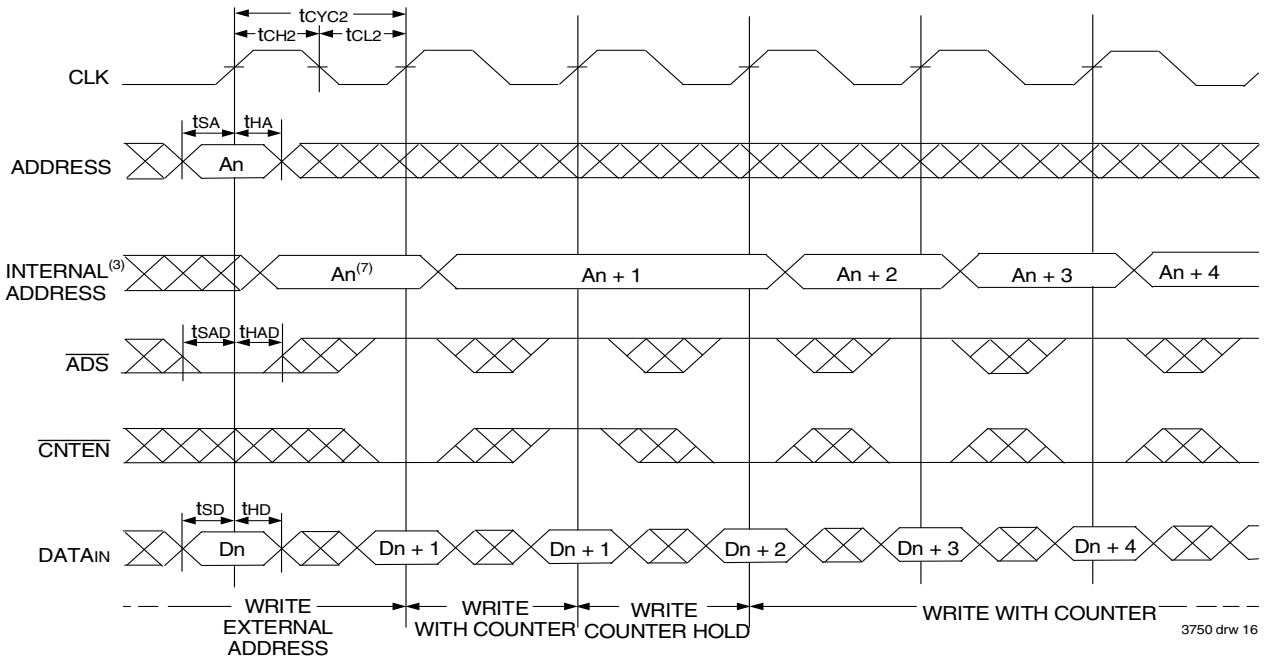 tCYC2
tCH2 tCL2
CLK
tSA tHA
ADDRESS An
INTERNAL(3) ADDRESS An(7) An + 1 An + 2 An + 3 An + 4
tSAD tHAD
ADS
CNTEN
tSD tHD
DATAIN Dn Dn + 1 Dn + 1 Dn + 2 Dn + 3 Dn + 4
WRITE EXTERNAL ADDRESS
WRITE WITH COUNTER
WRITE COUNTER HOLD
WRITE WITH COUNTER
3750 drw 16